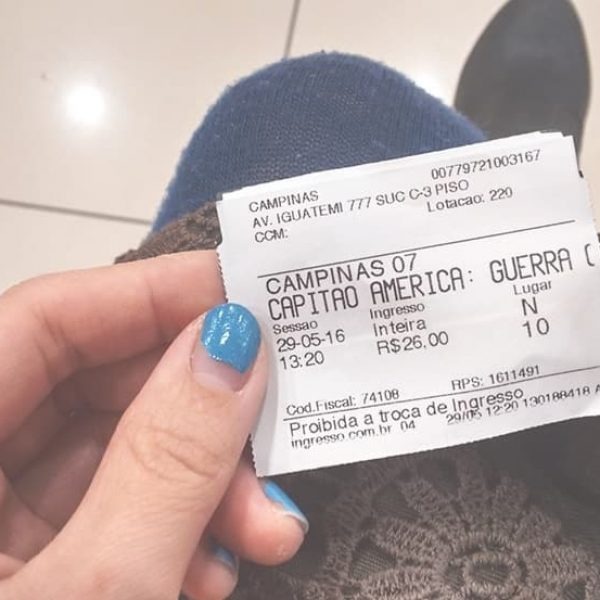 00779721003167
CAMPINAS
AV. IGUATEMI 777 SUC C-3 PISO
CCM:
Lotacao: 220
CAMPINAS 07
CAPITAO AMERICA: GUERRA
Sessao Ingresso Lugar
29-05-16 Inteira N
13:20 R$26,00 10
Cod.Fiscal: 74108 RPS: 1611491
Proibida a troca de Ingresso
ingresso.com.br 04 29/05 12:20 130188418 A